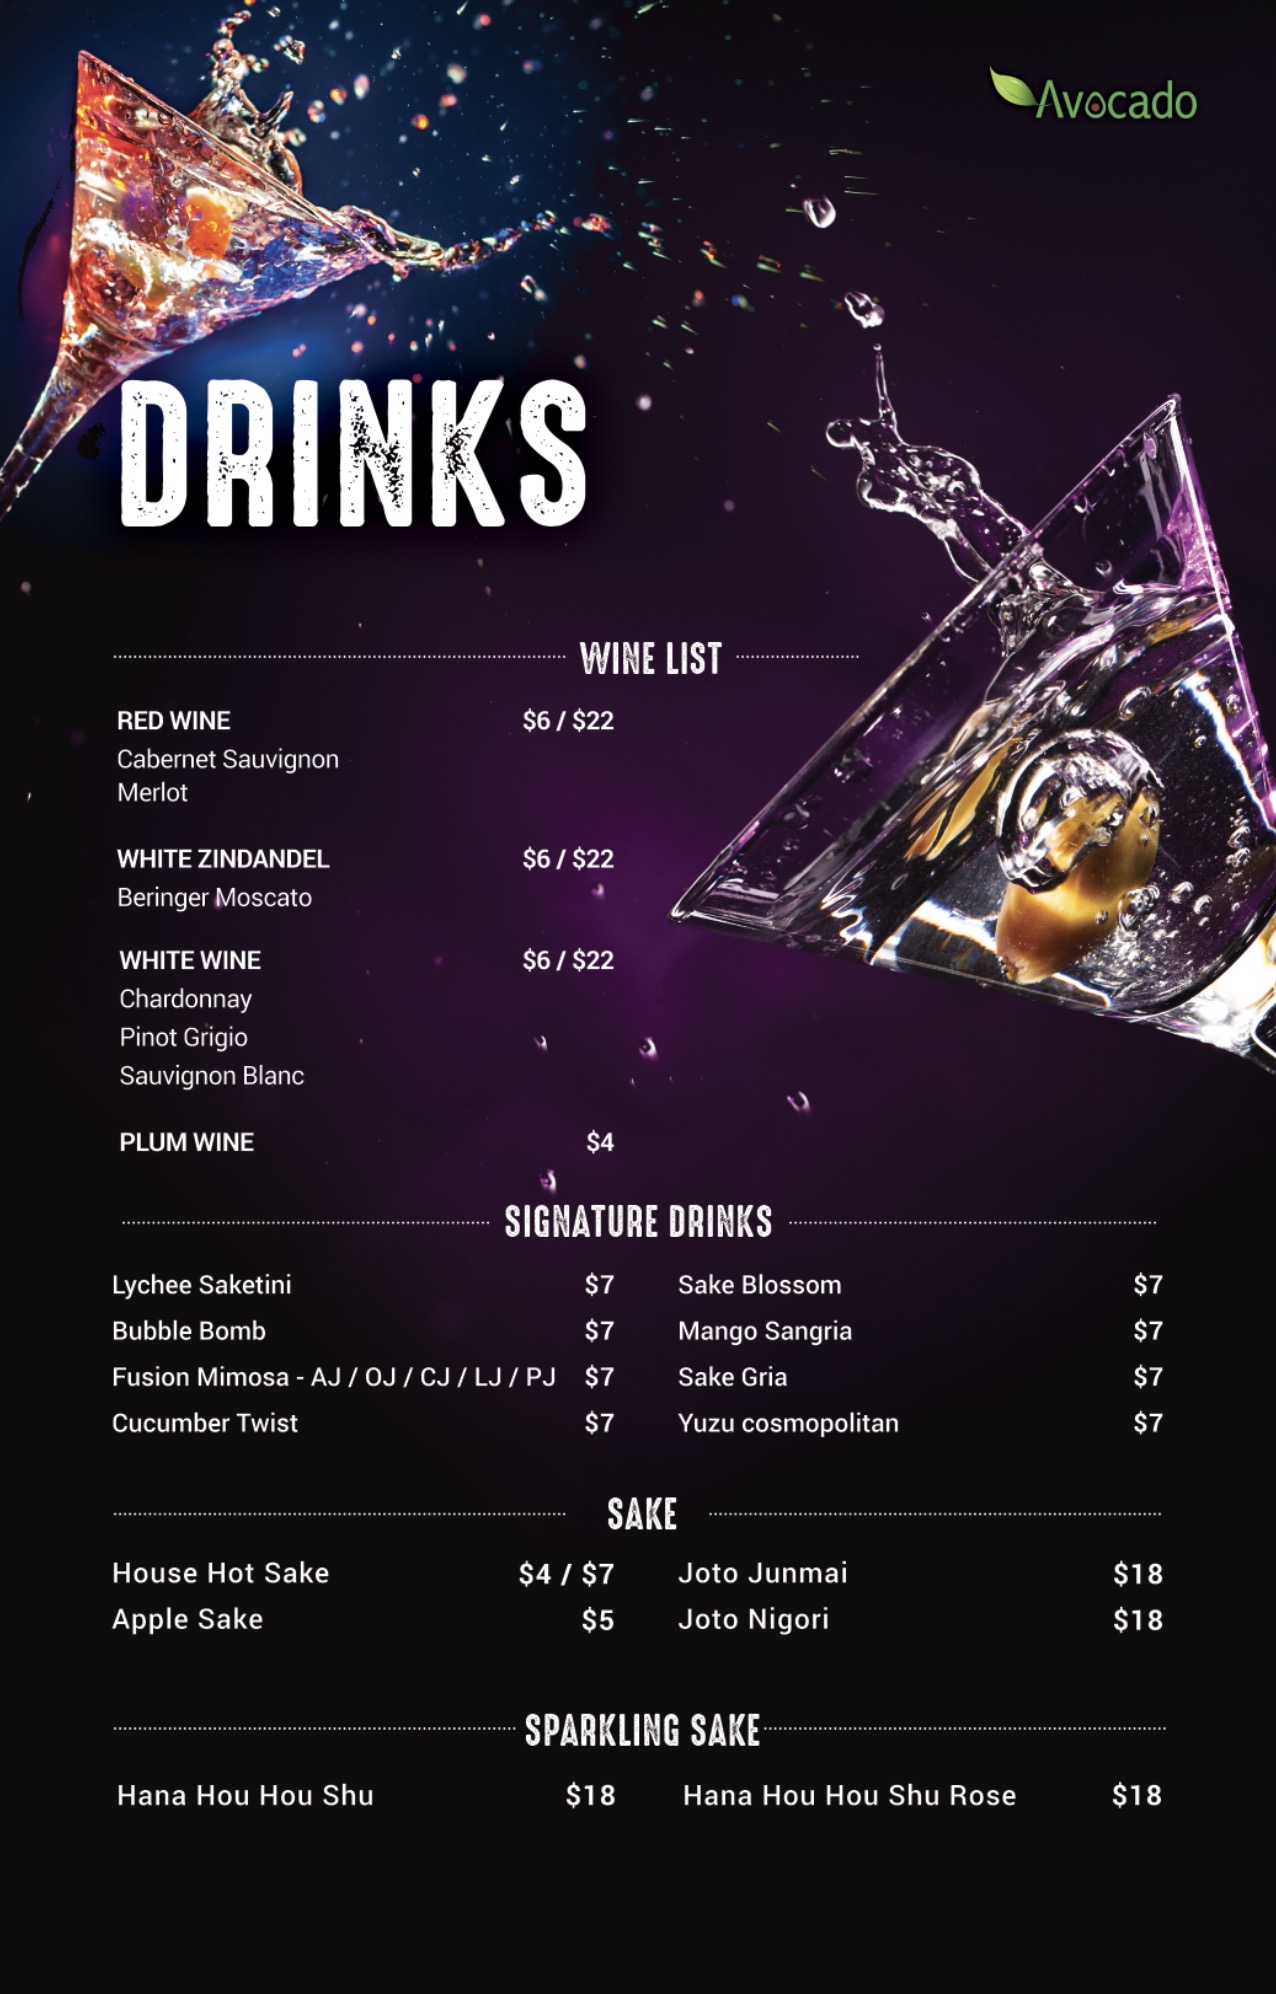 Avocado
DRINKS
WINE LIST
RED WINE $6 / $22
Cabernet Sauvignon
Merlot
WHITE ZINDANDEL $6 / $22
Beringer Moscato
WHITE WINE $6 / $22
Chardonnay
Pinot Grigio
Sauvignon Blanc
PLUM WINE $4
SIGNATURE DRINKS
Lychee Saketini $7 Sake Blossom $7
Bubble Bomb $7 Mango Sangria $7
Fusion Mimosa - AJ / OJ / CJ / LJ / PJ $7 Sake Gria $7
Cucumber Twist $7 Yuzu cosmopolitan $7
SAKE
House Hot Sake $4 / $7 Joto Junmai $18
Apple Sake $5 Joto Nigori $18
SPARKLING SAKE
Hana Hou Hou Shu $18 Hana Hou Hou Shu Rose $18